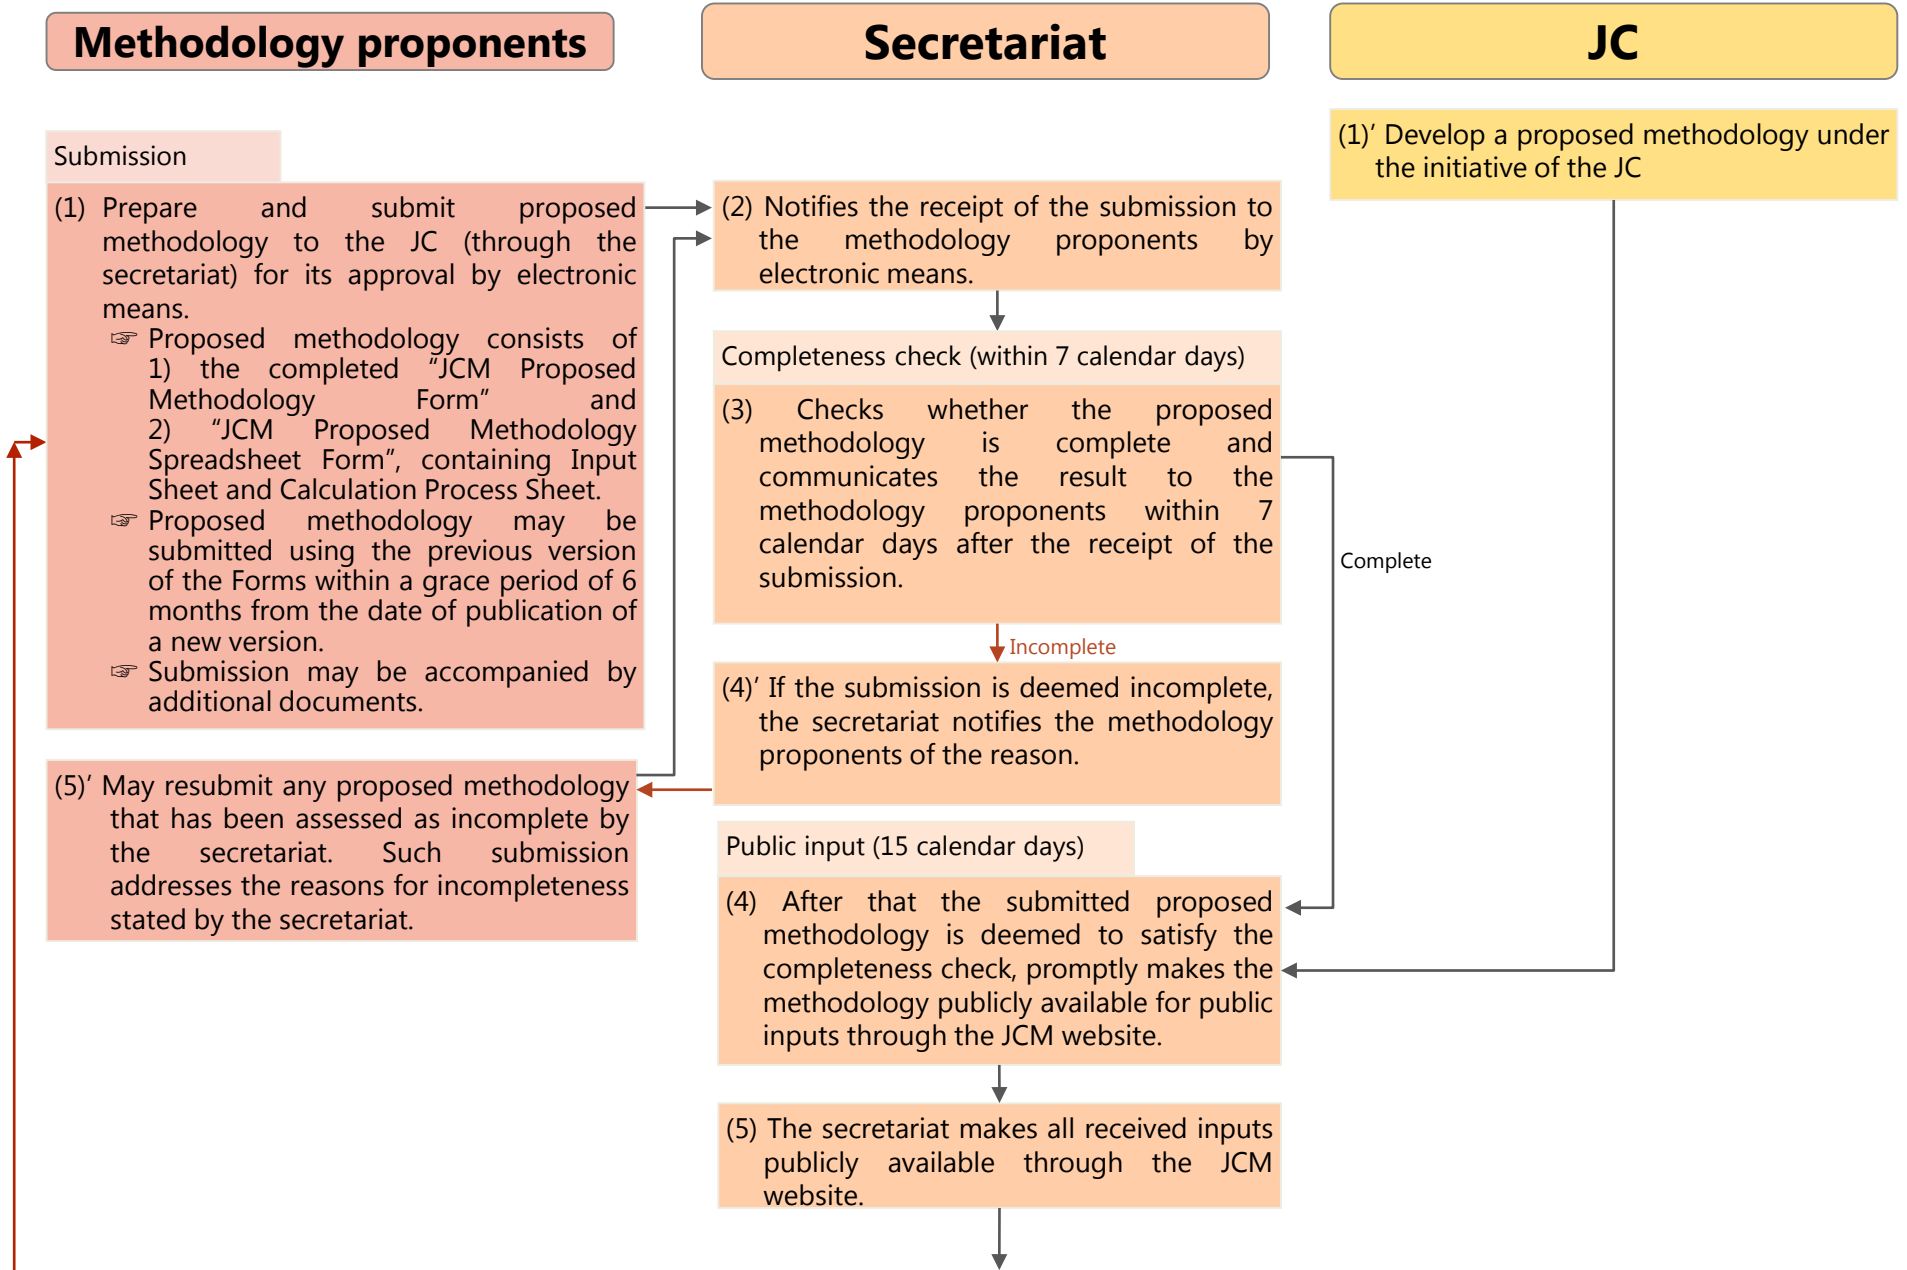 Methodology proponents
Secretariat
JC
Submission
(1) Prepare and submit proposed
methodology to the JC (through the
secretariat) for its approval by electronic
means.
☞ Proposed methodology consists of
1) the completed “JCM Proposed
Methodology Form” and
2) “JCM Proposed Methodology
Spreadsheet Form”, containing Input
Sheet and Calculation Process Sheet.
☞ Proposed methodology may be
submitted using the previous version
of the Forms within a grace period of 6
months from the date of publication of
a new version.
☞ Submission may be accompanied by
additional documents.
(5)’ May resubmit any proposed methodology
that has been assessed as incomplete by
the secretariat. Such submission
addresses the reasons for incompleteness
stated by the secretariat.
(2) Notifies the receipt of the submission to
the methodology proponents by
electronic means.
Completeness check (within 7 calendar days)
(3) Checks whether the proposed
methodology is complete and
communicates the result to the
methodology proponents within 7
calendar days after the receipt of the
submission.
Incomplete
(4)’ If the submission is deemed incomplete,
the secretariat notifies the methodology
proponents of the reason.
Public input (15 calendar days)
(4) After that the submitted proposed
methodology is deemed to satisfy the
completeness check, promptly makes the
methodology publicly available for public
inputs through the JCM website.
(5) The secretariat makes all received inputs
publicly available through the JCM
website.
(1)’ Develop a proposed methodology under
the initiative of the JC
Complete